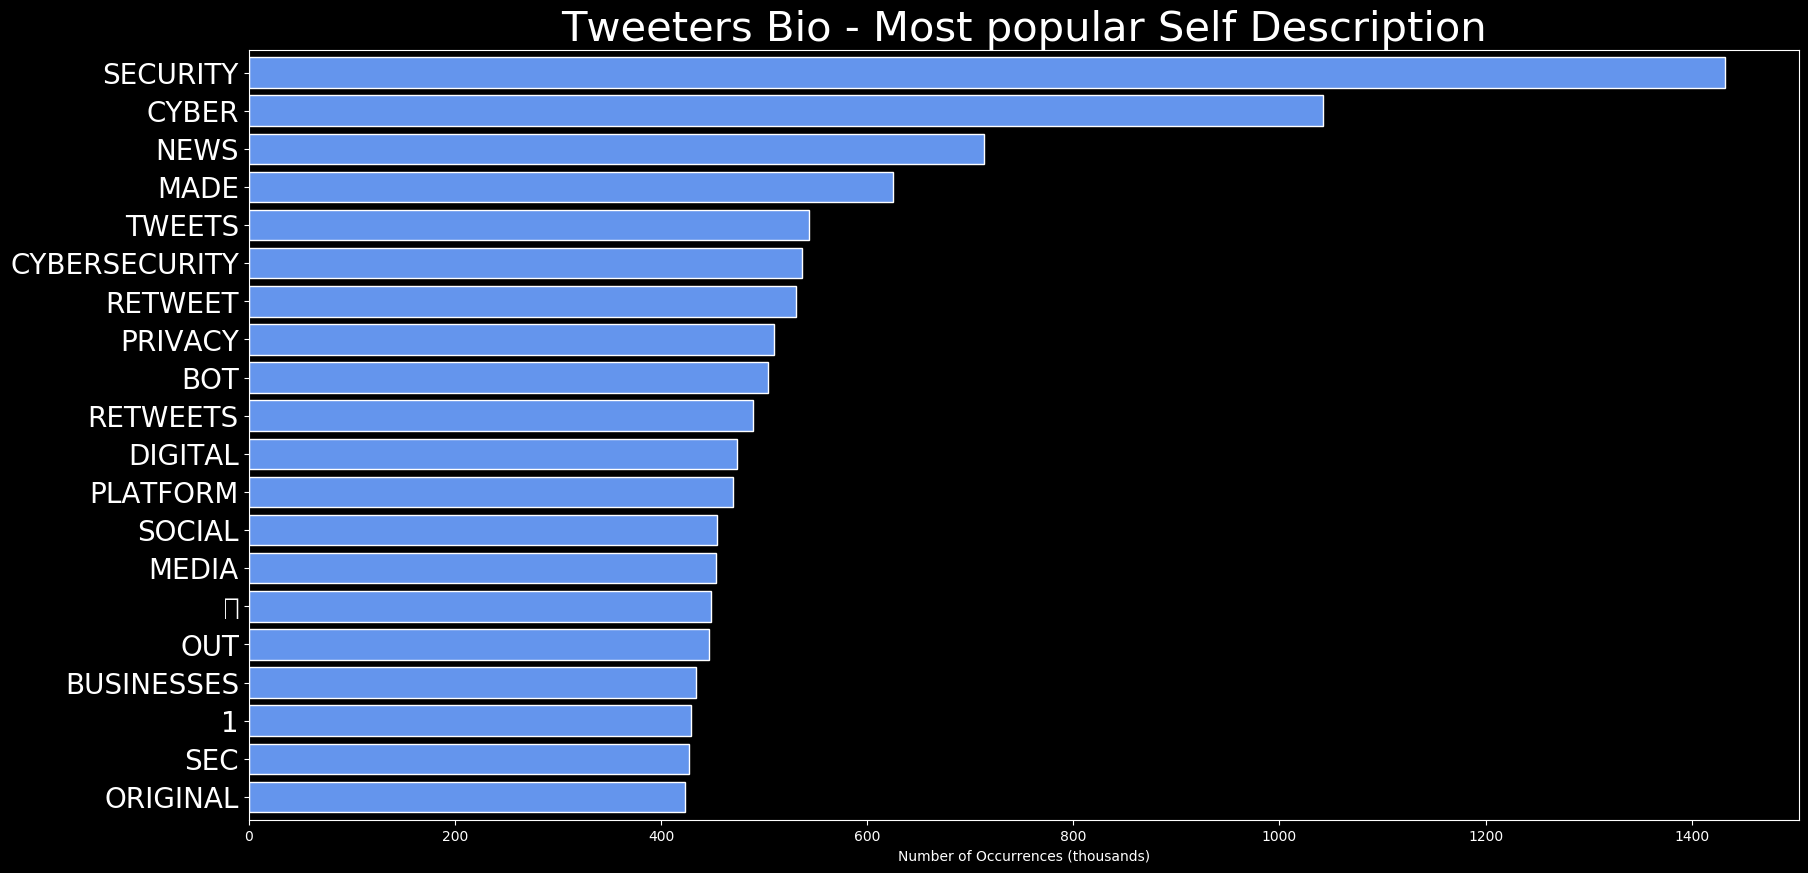 Tweeters Bio - Most popular Self Description
SECURITY
CYBER
NEWS
MADE
TWEETS
CYBERSECURITY
RETWEET
PRIVACY
BOT
RETWEETS
DIGITAL
PLATFORM
SOCIAL
MEDIA
OUT
BUSINESSES
1
SEC
ORIGINAL
0 200 400 600 800 1000 1200 1400
Number of Occurrences (thousands)